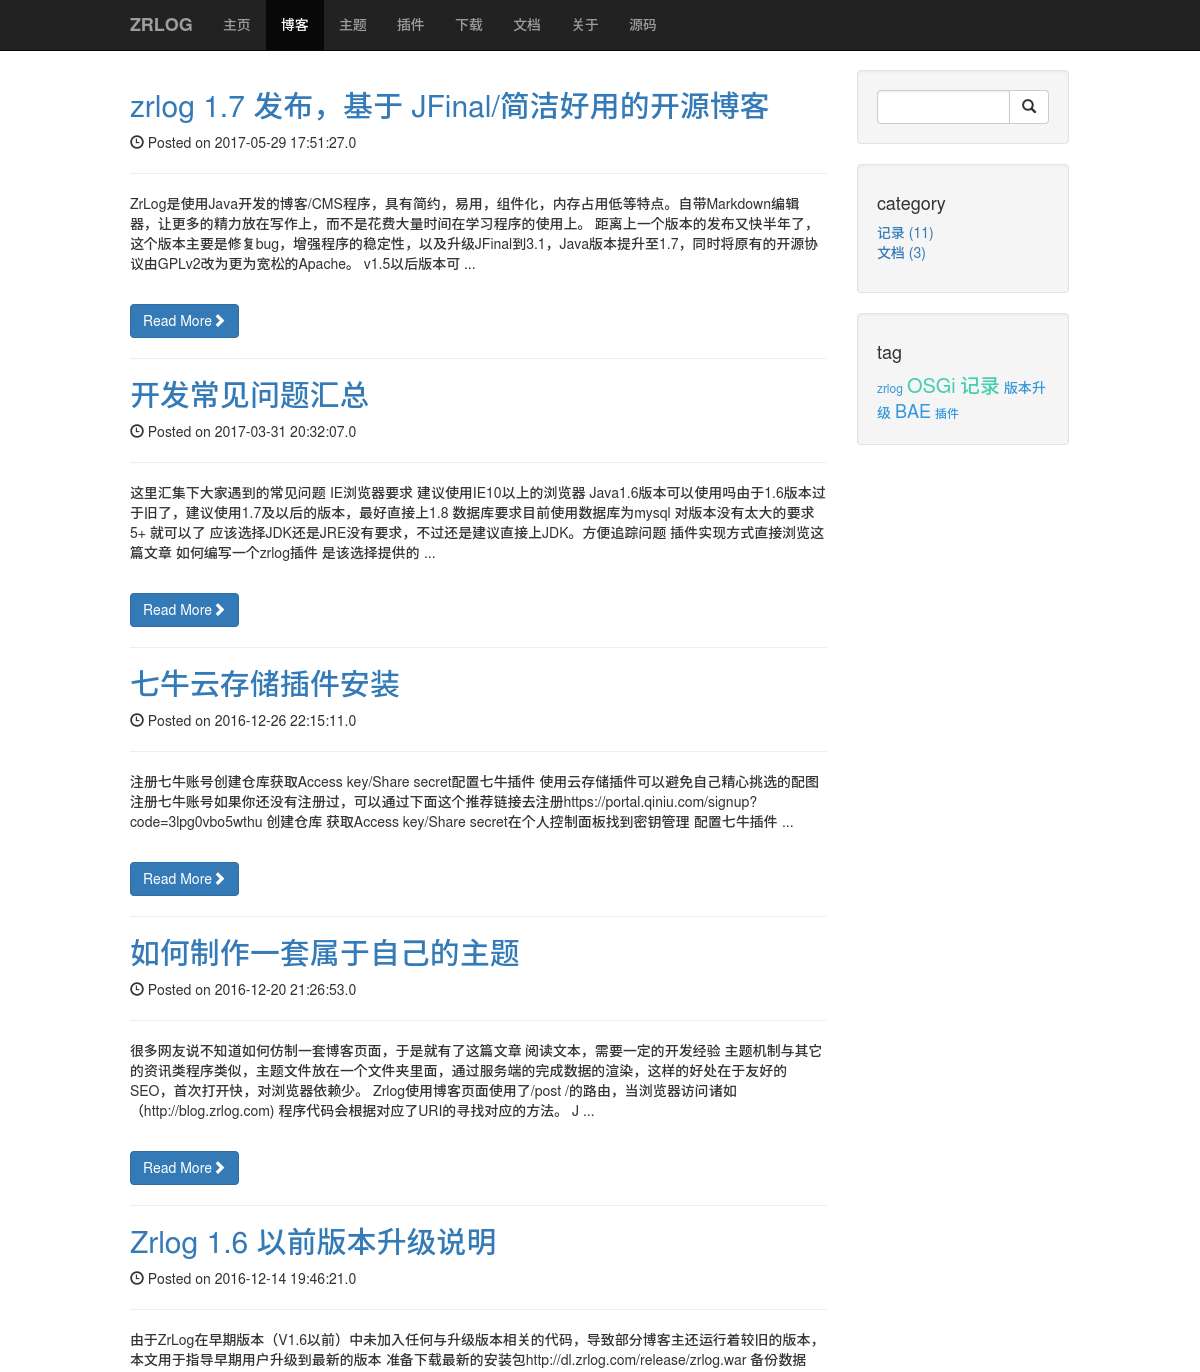 ZRLOG 主页 博客 主题 插件 下载 文档 关于 源码
zrlog 1.7 发布，基于 JFinal/简洁好用的开源博客
Posted on 2017-05-29 17:51:27.0
ZrLog是使用Java开发的博客/CMS程序，具有简约，易用，组件化，内存占用低等特点。自带Markdown编辑
器，让更多的精力放在写作上，而不是花费大量时间在学习程序的使用上。 距离上一个版本的发布又快半年了，
这个版本主要是修复bug，增强程序的稳定性，以及升级JFinal到3.1，Java版本提升至1.7，同时将原有的开源协
议由GPLv2改为更为宽松的Apache。 v1.5以后版本可 ...
Read More
开发常见问题汇总
Posted on 2017-03-31 20:32:07.0
这里汇集下大家遇到的常见问题 IE浏览器要求 建议使用IE10以上的浏览器 Java1.6版本可以使用吗由于1.6版本过
于旧了，建议使用1.7及以后的版本，最好直接上1.8 数据库要求目前使用数据库为mysql 对版本没有太大的要求
5+ 就可以了 应该选择JDK还是JRE没有要求，不过还是建议直接上JDK。方便追踪问题 插件实现方式直接浏览这
篇文章 如何编写一个zrlog插件 是该选择提供的 ...
Read More
七牛云存储插件安装
Posted on 2016-12-26 22:15:11.0
注册七牛账号创建仓库获取Access key/Share secret配置七牛插件 使用云存储插件可以避免自己精心挑选的配图
注册七牛账号如果你还没有注册过，可以通过下面这个推荐链接去注册https://portal.qiniu.com/signup?
code=3lpg0vbo5wthu 创建仓库 获取Access key/Share secret在个人控制面板找到密钥管理 配置七牛插件 ...
Read More
如何制作一套属于自己的主题
Posted on 2016-12-20 21:26:53.0
很多网友说不知道如何仿制一套博客页面，于是就有了这篇文章 阅读文本，需要一定的开发经验 主题机制与其它
的资讯类程序类似，主题文件放在一个文件夹里面，通过服务端的完成数据的渲染，这样的好处在于友好的
SEO，首次打开快，对浏览器依赖少。 Zrlog使用博客页面使用了/post /的路由，当浏览器访问诸如
（http://blog.zrlog.com) 程序代码会根据对应了URI的寻找对应的方法。 J ...
Read More
Zrlog 1.6 以前版本升级说明
Posted on 2016-12-14 19:46:21.0
由于ZrLog在早期版本（V1.6以前）中未加入任何与升级版本相关的代码，导致部分博客主还运行着较旧的版本，
本文用于指导早期用户升级到最新的版本 准备下载最新的安装包http://dl.zrlog.com/release/zrlog.war 备份数据
category
记录 (11)
文档 (3)
tag
zrlog OSGi 记录 版本升
级 BAE 插件